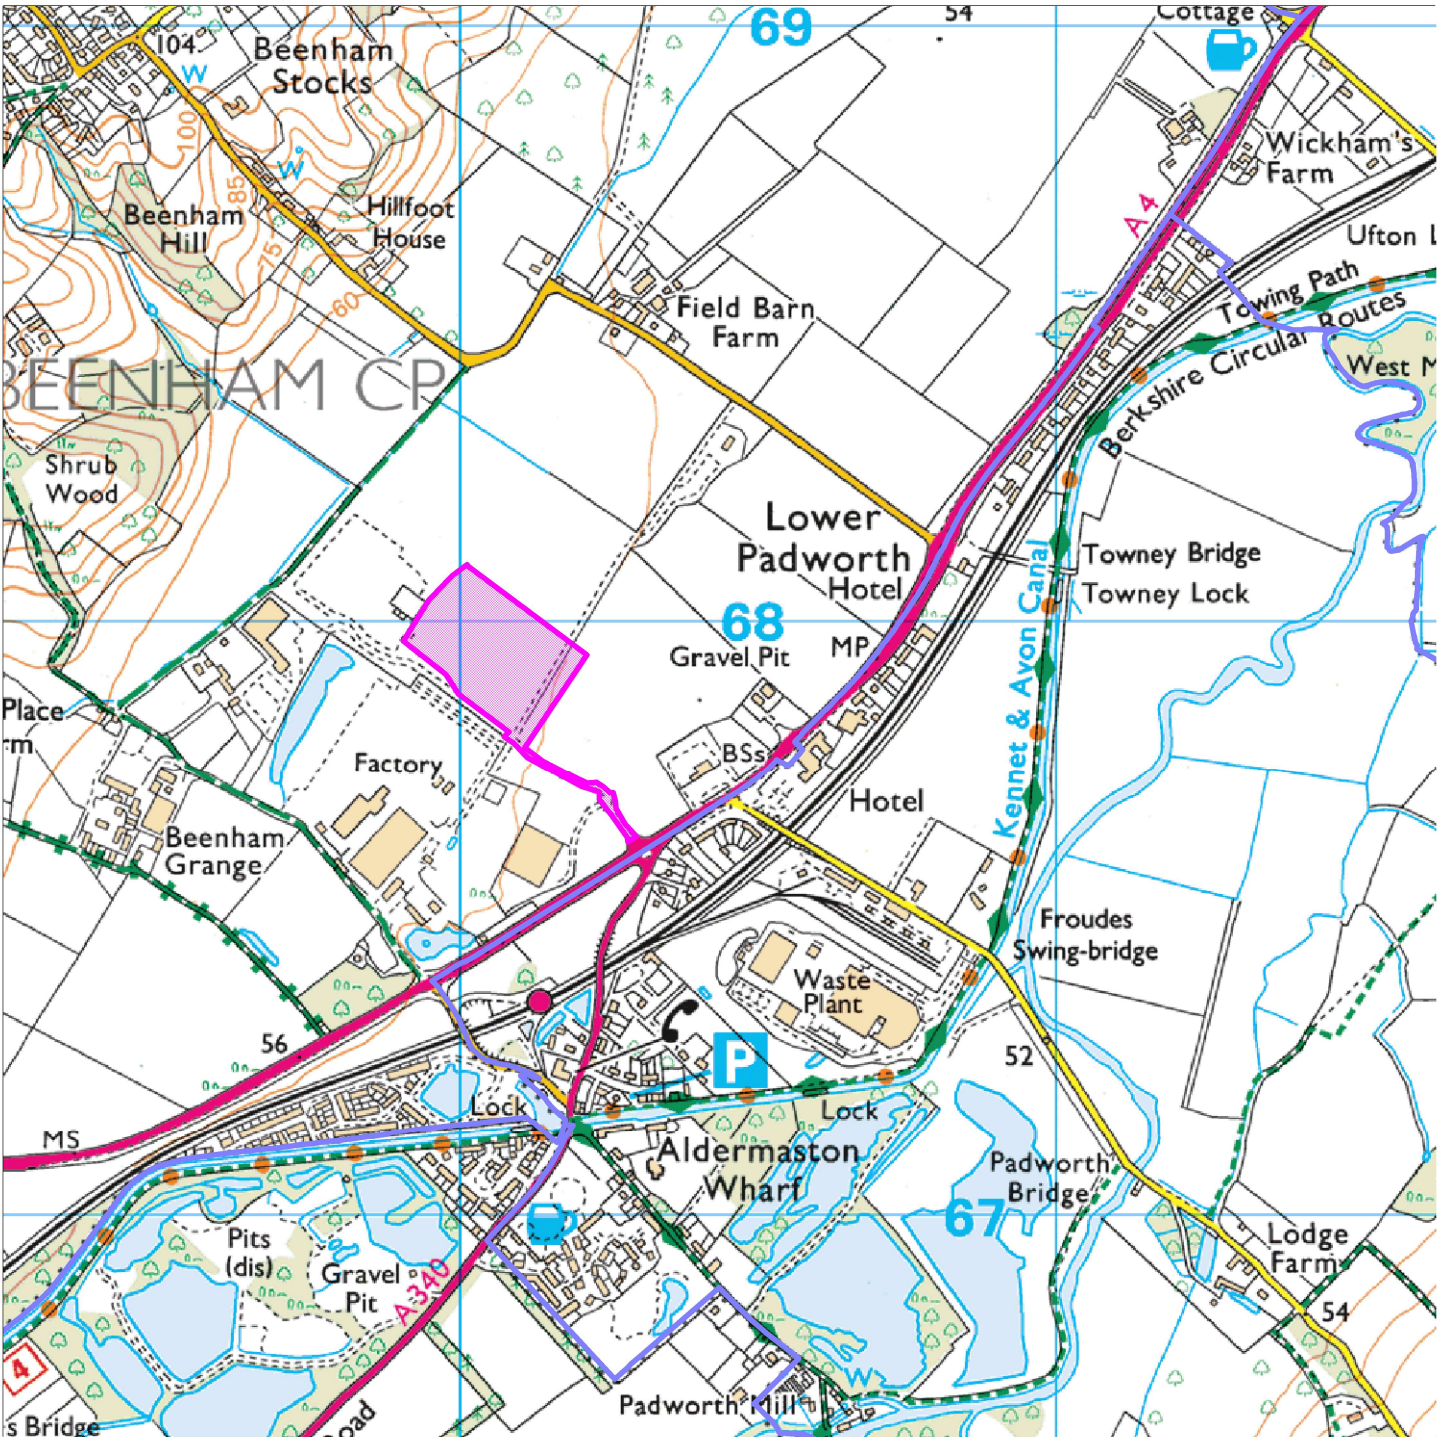 69
54
Cottage
104
Beenham
Stocks
W
100
W
Wickham's
Farm
85
Beenham
Hill
Hillfoot
House
A 4
Ufton L
75
60
Field Barn
Farm
Towing Path
Berkshire Circular Routes
BEENHAM CP
West M
Shrub
Wood
Lower
Padworth
Hotel
Towney Bridge
Towney Lock
68
Gravel Pit
MP
Kennet & Avon Canal
Place
rm
BSs
Factory
Hotel
Beenham
Grange
Froudes
Swing-bridge
Waste
Plant
56
52
P
Lock
Lock
MS
Aldermaston
Wharf
Padworth
Bridge
67
Pits
(dis)
Gravel
Pit
A 340
Lodge
Farm
54
4
W
Padworth Mill
s Bridge
oad